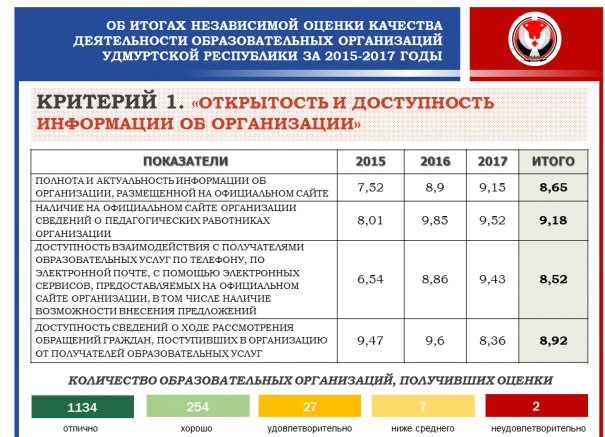 ОБ ИТОГАХ НЕЗАВИСИМОЙ ОЦЕНКИ КАЧЕСТВА
ДЕЯТЕЛЬНОСТИ ОБРАЗОВАТЕЛЬНЫХ ОРГАНИЗАЦИЙ
УДМУРТСКОЙ РЕСПУБЛИКИ ЗА 2015-2017 ГОДЫ
КРИТЕРИЙ 1. «ОТКРЫТОСТЬ И ДОСТУПНОСТЬ
ИНФОРМАЦИИ ОБ ОРГАНИЗАЦИИ»
ПОКАЗАТЕЛИ 2015 2016 2017 ИТОГО
ПОЛНОТА И АКТУАЛЬНОСТЬ ИНФОРМАЦИИ ОБ
ОРГАНИЗАЦИИ, РАЗМЕЩЕННОЙ НА ОФИЦИАЛЬНОМ САЙТЕ
7,52 8,9 9,15 8,65
НАЛИЧИЕ НА ОФИЦИАЛЬНОМ САЙТЕ ОРГАНИЗАЦИИ
СВЕДЕНИЙ О ПЕДАГОГИЧЕСКИХ РАБОТНИКАХ
ОРГАНИЗАЦИИ
8,01 9,85 9,52 9,18
ДОСТУПНОСТЬ ВЗАИМОДЕЙСТВИЯ С ПОЛУЧАТЕЛЯМИ
ОБРАЗОВАТЕЛЬНЫХ УСЛУГ ПО ТЕЛЕФОНУ, ПО
ЭЛЕКТРОННОЙ ПОЧТЕ, С ПОМОЩЬЮ ЭЛЕКТРОННЫХ
СЕРВИСОВ, ПРЕДОСТАВЛЯЕМЫХ НА ОФИЦИАЛЬНОМ
САЙТЕ ОРГАНИЗАЦИИ, В ТОМ ЧИСЛЕ НАЛИЧИЕ
ВОЗМОЖНОСТИ ВНЕСЕНИЯ ПРЕДЛОЖЕНИЙ
6,54 8,86 9,43 8,52
ДОСТУПНОСТЬ СВЕДЕНИЙ О ХОДЕ РАССМОТРЕНИЯ
ОБРАЩЕНИЙ ГРАЖДАН, ПОСТУПИВШИХ В ОРГАНИЗАЦИЮ
ОТ ПОЛУЧАТЕЛЕЙ ОБРАЗОВАТЕЛЬНЫХ УСЛУГ
9,47 9,6 8,36 8,92
КОЛИЧЕСТВО ОБРАЗОВАТЕЛЬНЫХ ОРГАНИЗАЦИЙ, ПОЛУЧИВШИХ ОЦЕНКИ
1134 254 27 7 2
отлично хорошо удовлетворительно ниже среднего неудовлетворительно